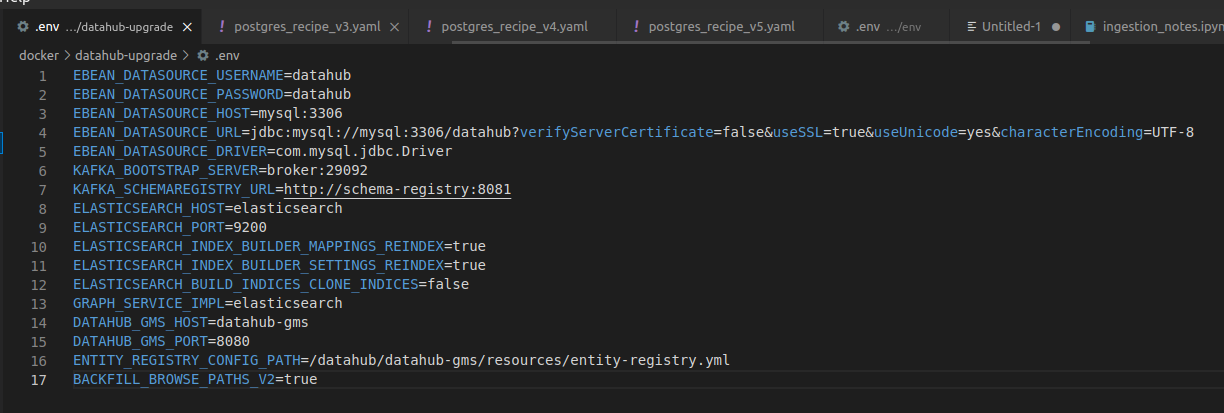 Help
.env .../datahub-upgrade
postgres_recipe_v3.yaml
postgres_recipe_v4.yaml
postgres_recipe_v5.yaml
.env .../env
Untitled-1
ingestion_notes.ipyn
docker > datahub-upgrade > .env
1 EBEAN_DATASOURCE_USERNAME=datahub
2 EBEAN_DATASOURCE_PASSWORD=datahub
3 EBEAN_DATASOURCE_HOST=mysql:3306
4 EBEAN_DATASOURCE_URL=jdbc:mysql://mysql:3306/datahub?verifyServerCertificate=false&useSSL=true&useUnicode=yes&characterEncoding=UTF-8
5 EBEAN_DATASOURCE_DRIVER=com.mysql.jdbc.Driver
6 KAFKA_BOOTSTRAP_SERVER=broker:29092
7 KAFKA_SCHEMAREGISTRY_URL=http://schema-registry:8081
8 ELASTICSEARCH_HOST=elasticsearch
9 ELASTICSEARCH_PORT=9200
10 ELASTICSEARCH_INDEX_BUILDER_MAPPINGS_REINDEX=true
11 ELASTICSEARCH_INDEX_BUILDER_SETTINGS_REINDEX=true
12 ELASTICSEARCH_BUILD_INDICES_CLONE_INDICES=false
13 GRAPH_SERVICE_IMPL=elasticsearch
14 DATAHUB_GMS_HOST=datahub-gms
15 DATAHUB_GMS_PORT=8080
16 ENTITY_REGISTRY_CONFIG_PATH=/datahub/datahub-gms/resources/entity-registry.yml
17 BACKFILL_BROWSE_PATHS_V2=true